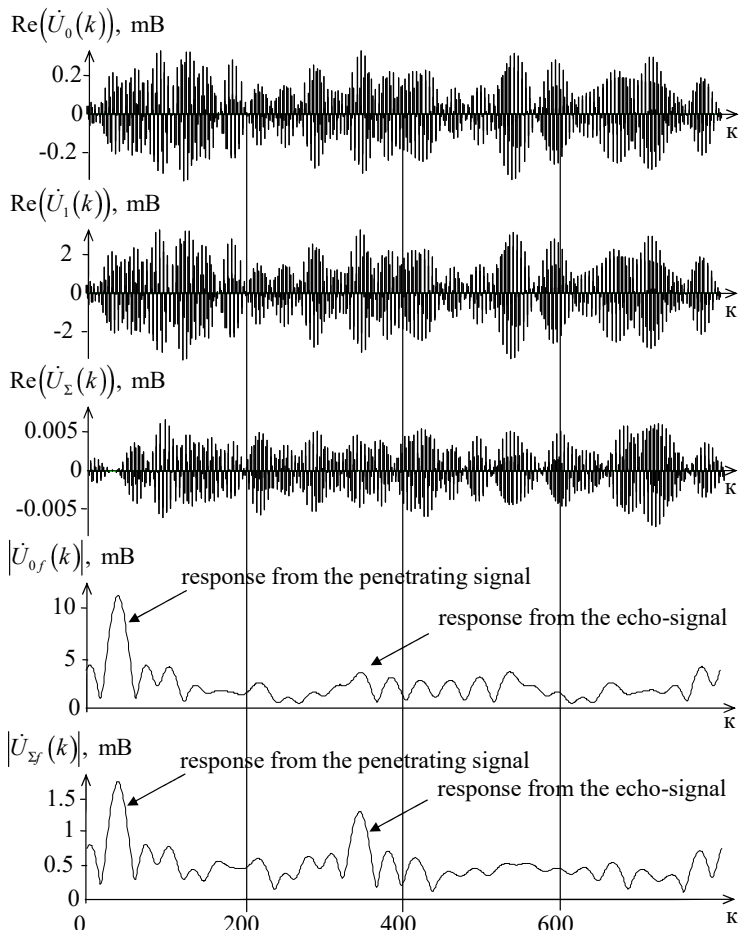 Re(U̇₀(k)), mB
0.2
0
-0.2
к
Re(U̇₁(k)), mB
2
0
-2
к
Re(U̇_Σ(k)), mB
0.005
0
-0.005
к
|U̇₀f(k)|, mB
response from the penetrating signal
10
response from the echo-signal
5
0
к
|U̇_Σf(k)|, mB
response from the penetrating signal
1.5
response from the echo-signal
1
0.5
0
к
0 200 400 600